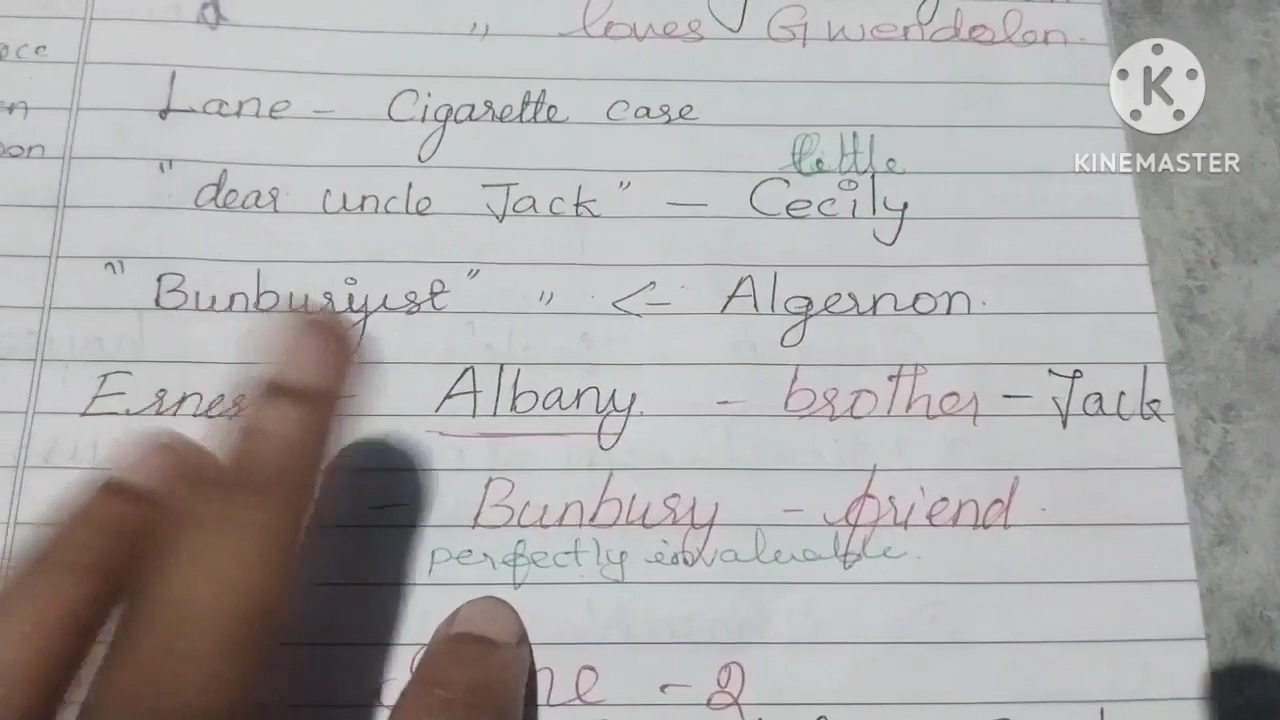 " loves Gwendolen.
Lane - Cigarette case
little
"dear uncle Jack" - Cecily
"Bunburyist" " <- Algernon.
Albany - brother - Jack
- Bunbury - friend.
perfectly invaluable.
- 2
KINEMASTER